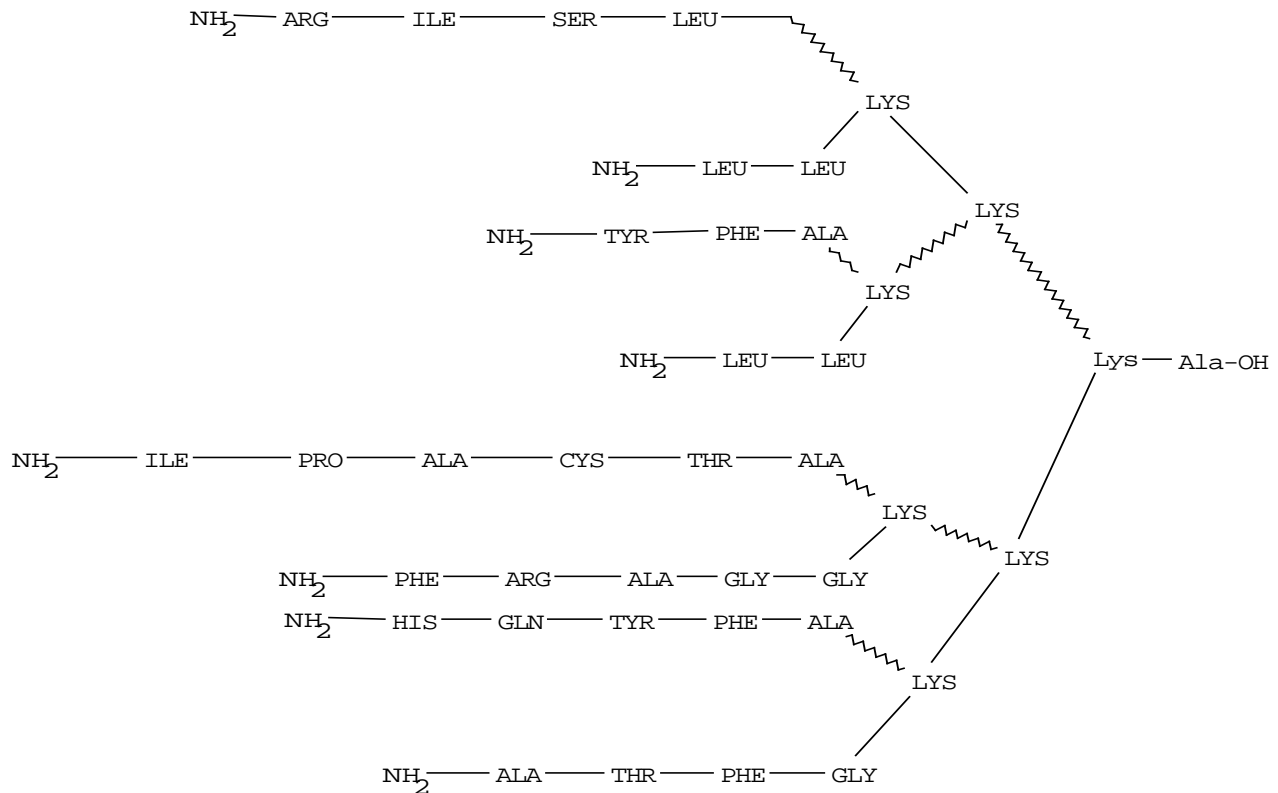 NH2 ARG ILE SER LEU
LYS
NH2 LEU LEU
LYS
NH2 TYR PHE ALA
LYS
NH2 LEU LEU
Lys Ala-OH
NH2 ILE PRO ALA CYS THR ALA
LYS
LYS
NH2 PHE ARG ALA GLY GLY
NH2 HIS GLN TYR PHE ALA
LYS
NH2 ALA THR PHE GLY